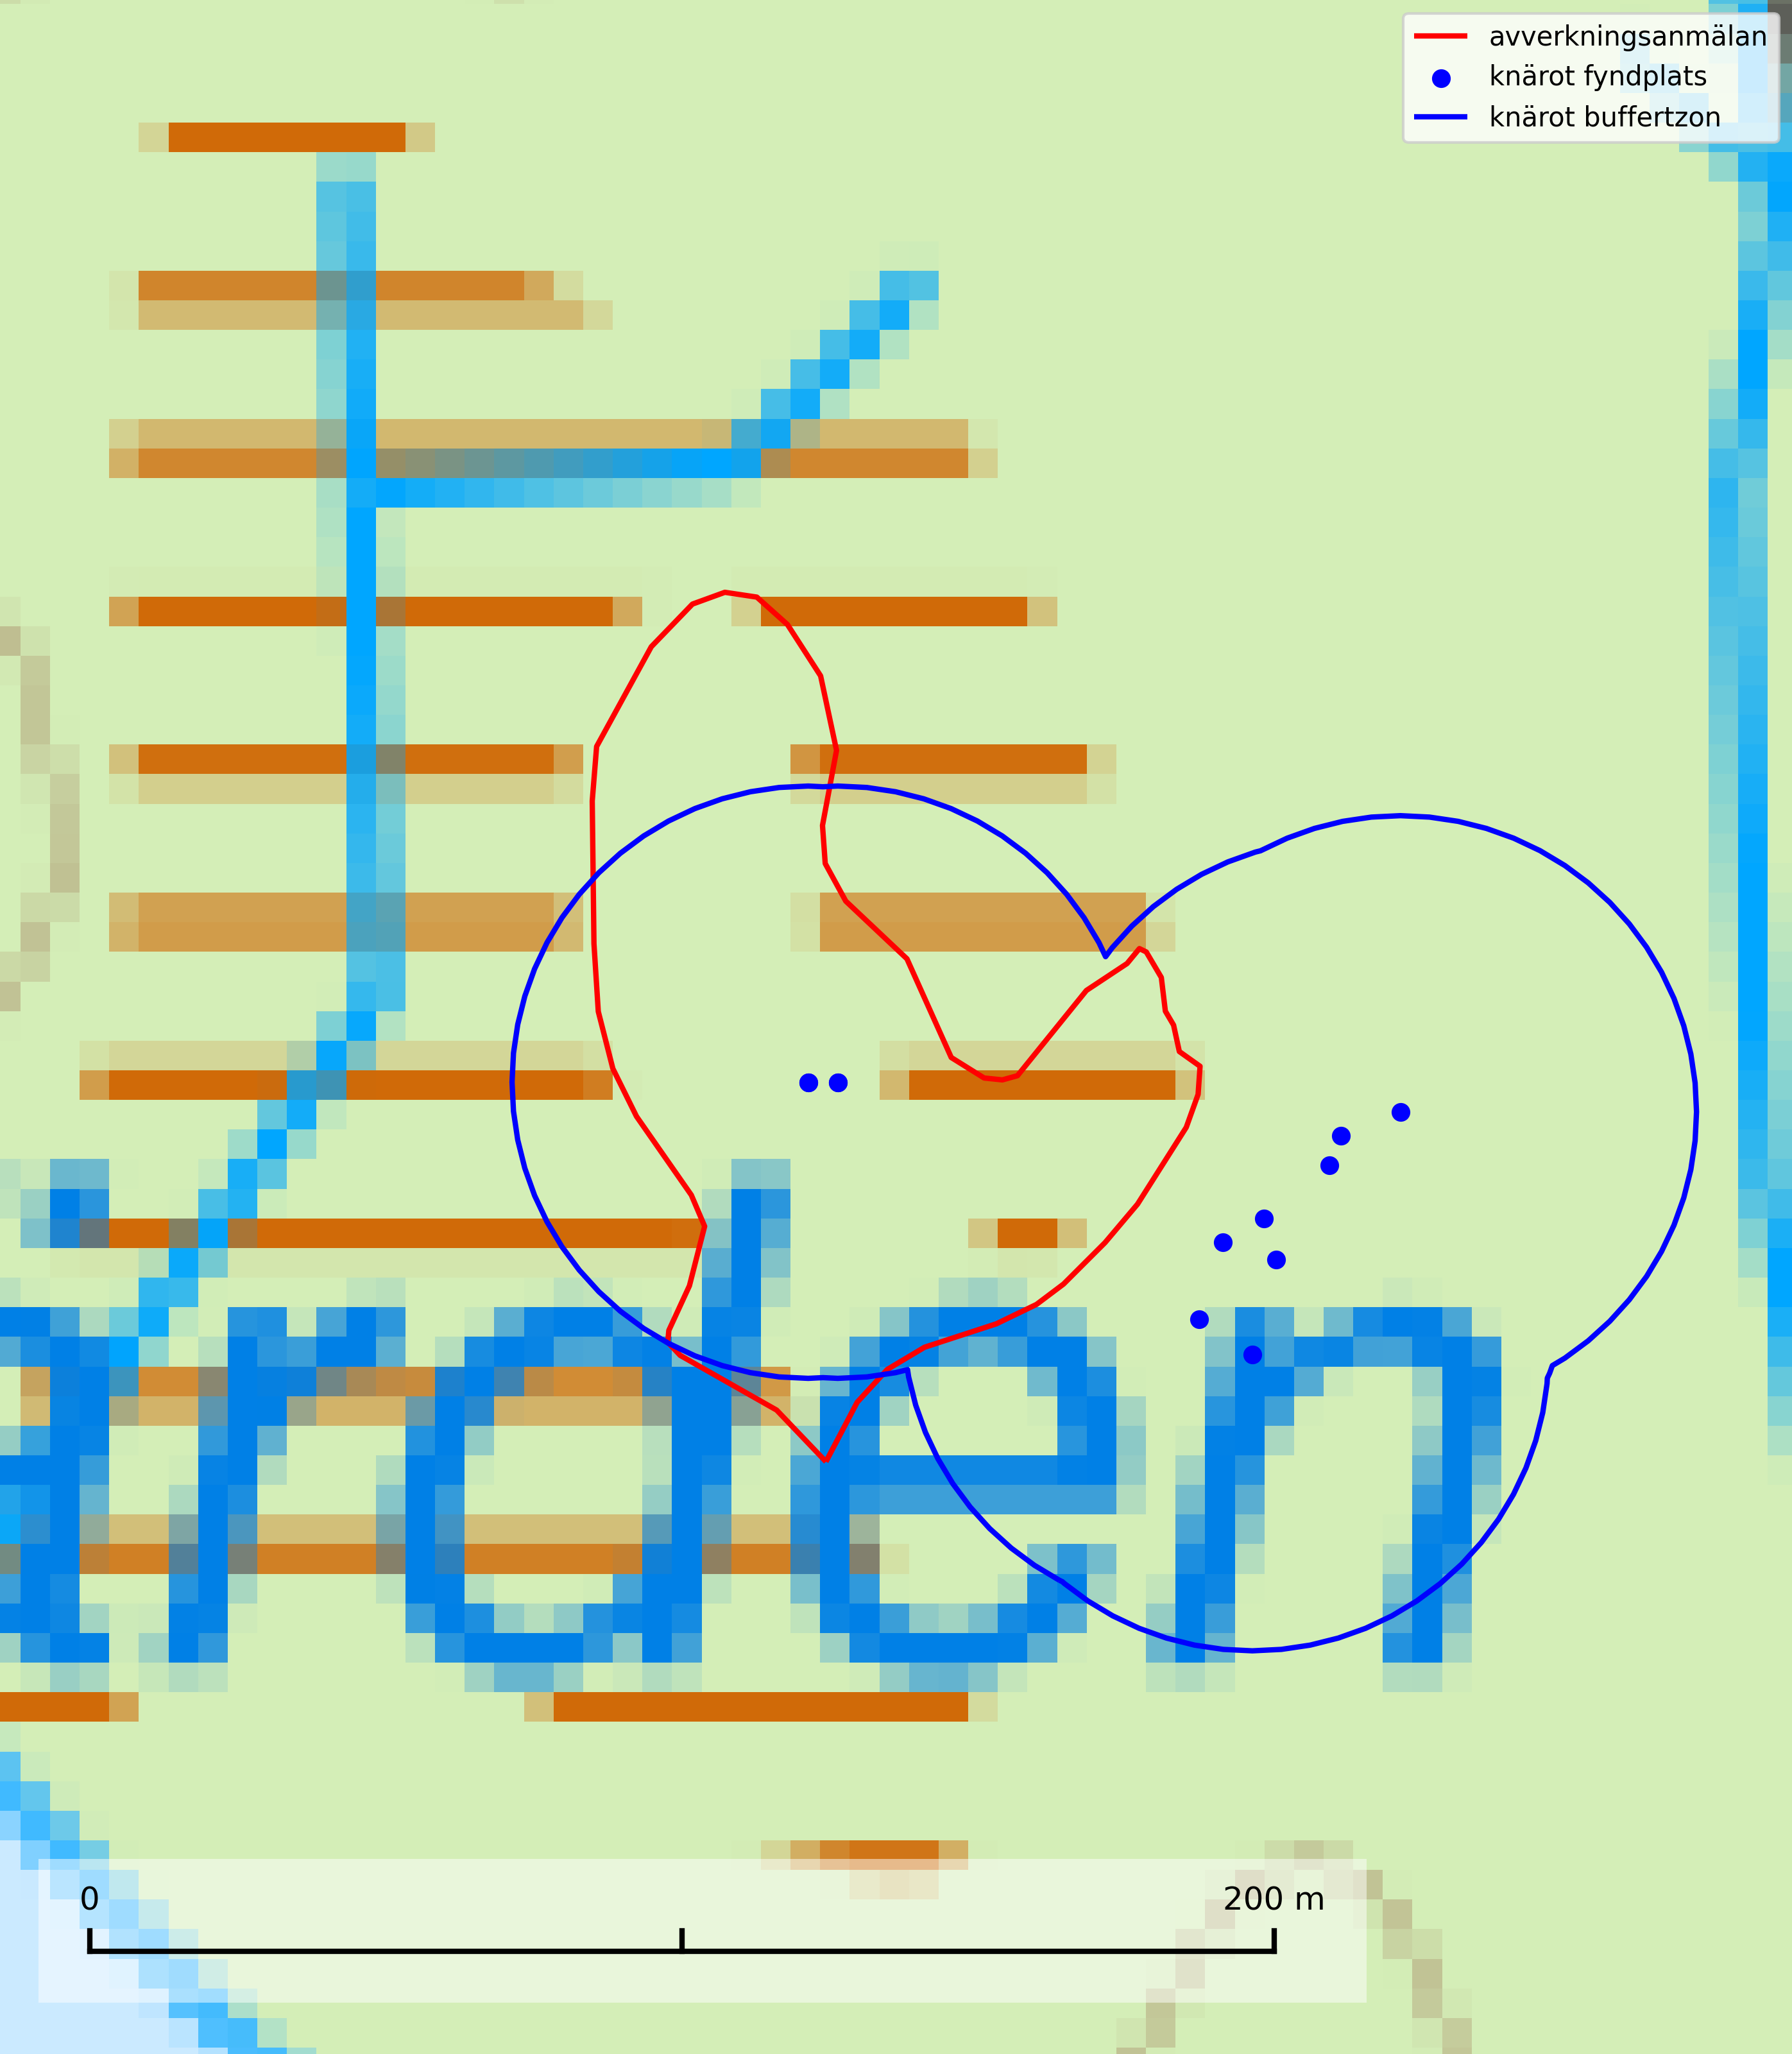 avverkningsanmälan
knärot fyndplats
knärot buffertzon
0
200 m